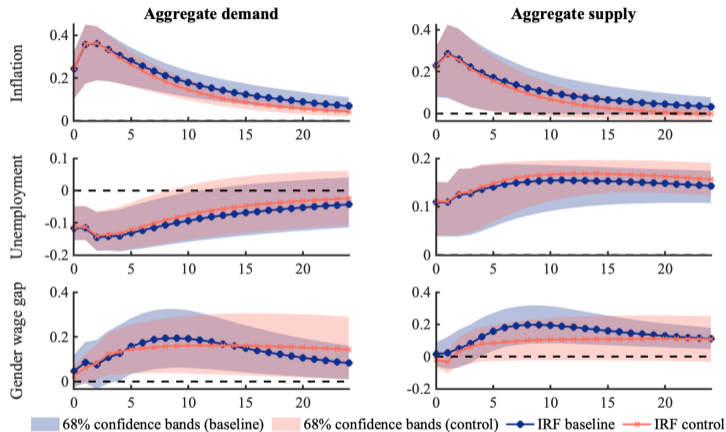 Aggregate demand Aggregate supply
Inflation
0.4
0.2
0
0 5 10 15 20
0.4
0.2
0
0 5 10 15 20
Unemployment
0.1
0
-0.1
-0.2
0 5 10 15 20
0.2
0.1
0
0 5 10 15 20
Gender wage gap
0.4
0.2
0
0 5 10 15 20
0.4
0.2
0
-0.2
0 5 10 15 20
68% confidence bands (baseline) 68% confidence bands (control) IRF baseline IRF control